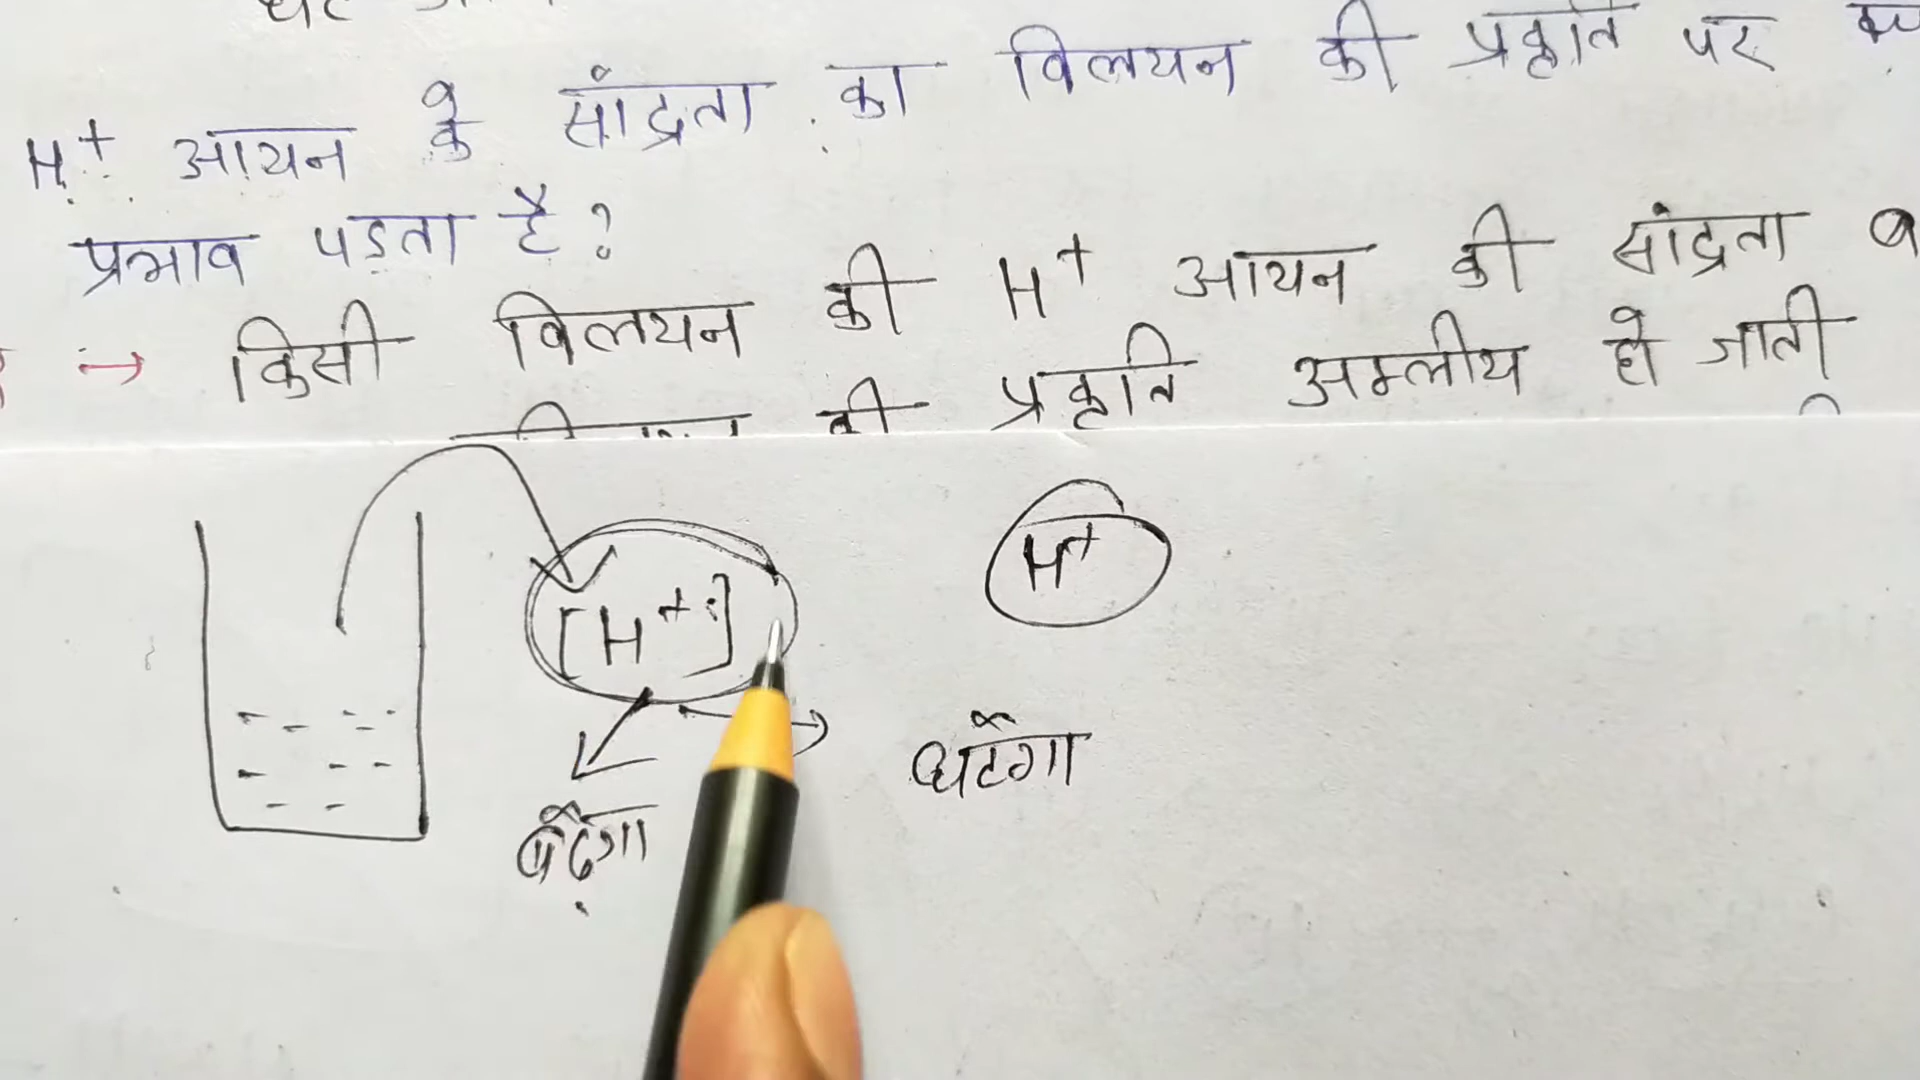 H⁺ आयन के सांद्रता का विलयन की प्रकृति पर
प्रभाव पड़ता है?
→ किसी विलयन की H⁺ आयन की सांद्रता
की प्रकृति अम्लीय हो जाती
[H⁺]
H⁺
घटेगा
बढ़ेगा